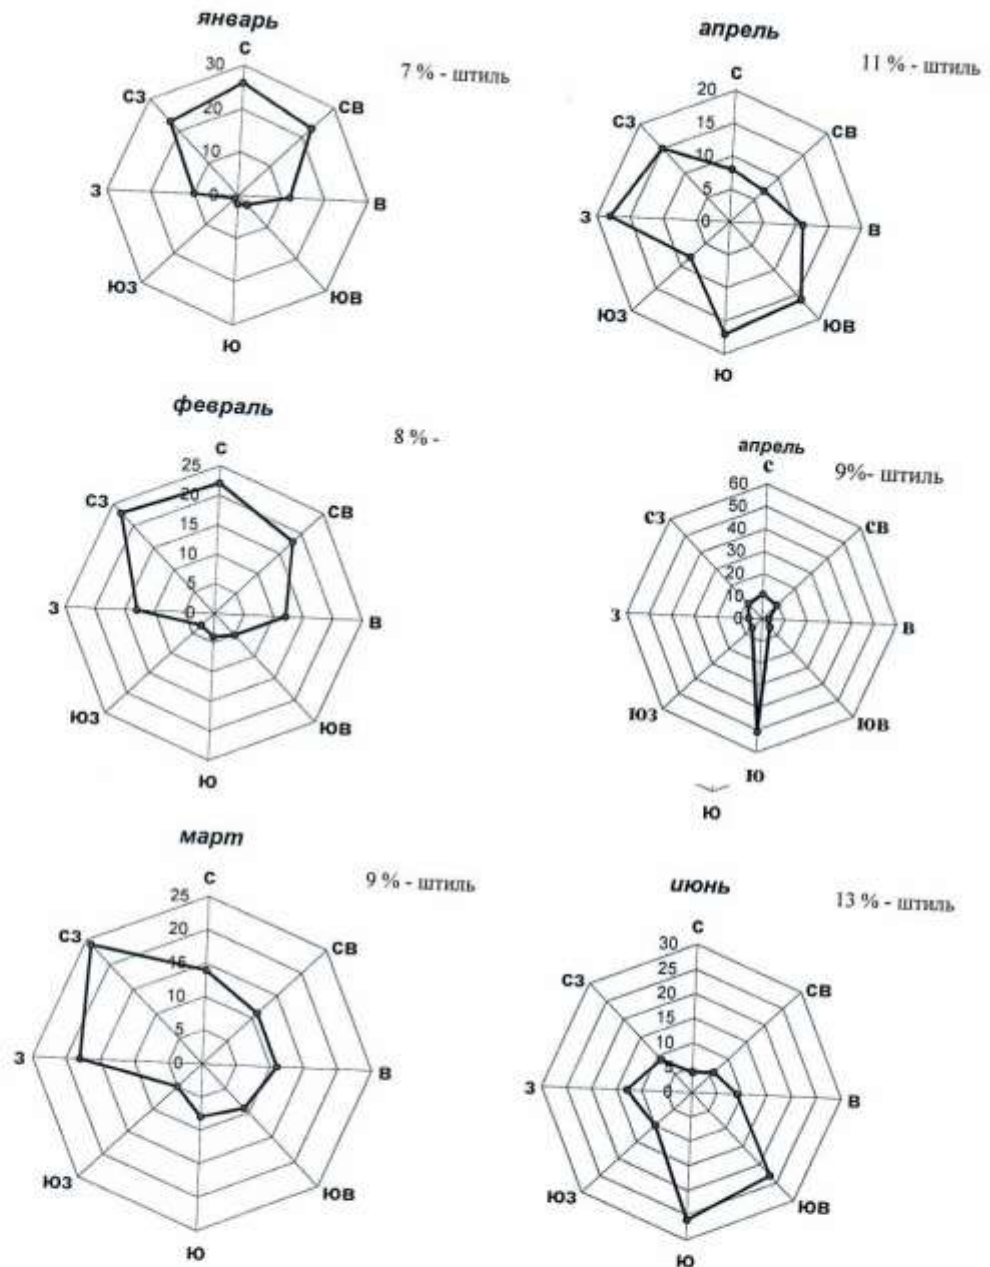 январь
С
30
7 % - штиль
СЗ
СВ
20
10
З
0
В
ЮЗ
ЮВ
Ю
апрель
11 % - штиль
С
20
СЗ
15
СВ
10
5
З
0
В
ЮЗ
ЮВ
Ю
февраль
8 % -
С
25
СЗ
20
СВ
15
10
5
З
0
В
ЮЗ
ЮВ
Ю
апрель
С
9%- штиль
60
СЗ
50
СВ
40
30
20
10
З
0
В
ЮЗ
ЮВ
Ю
Ю
март
9 % - штиль
С
25
СЗ
20
СВ
15
10
5
З
0
В
ЮЗ
ЮВ
Ю
июнь
13 % - штиль
С
30
СЗ
25
СВ
20
15
10
5
З
0
В
ЮЗ
ЮВ
Ю